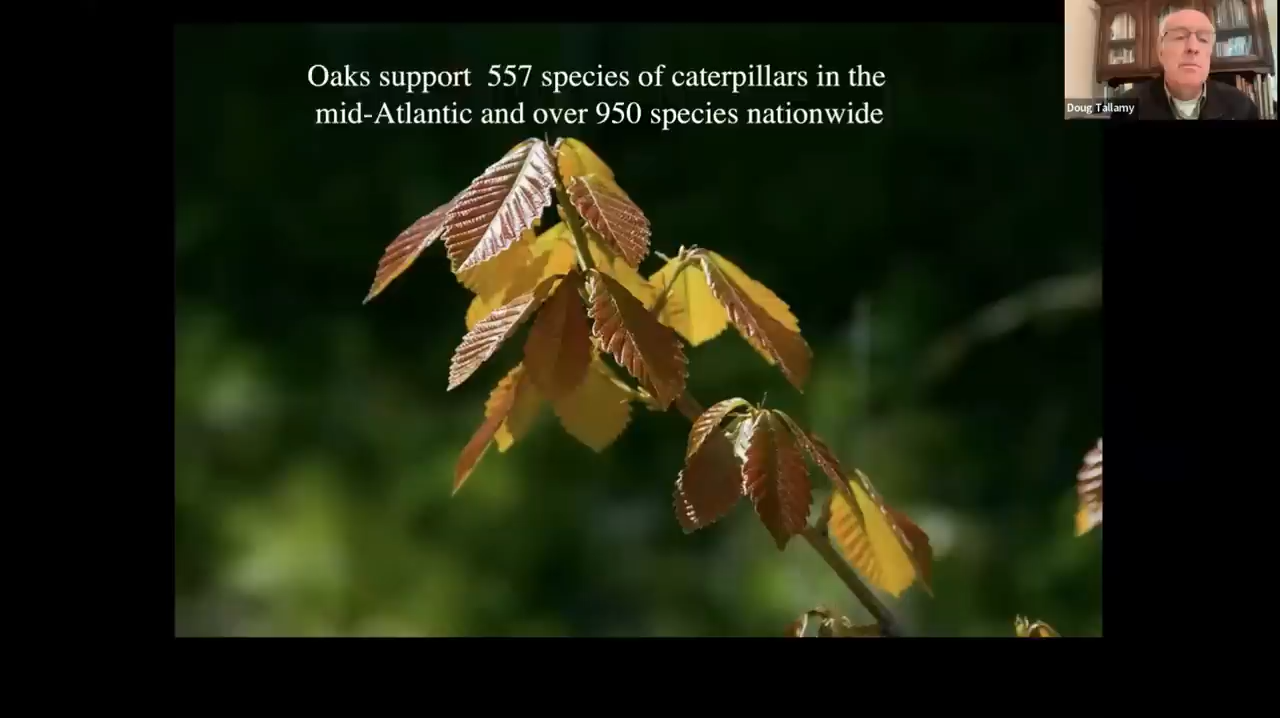 Oaks support  557 species of caterpillars in the
mid-Atlantic and over 950 species nationwide
Doug Tallamy